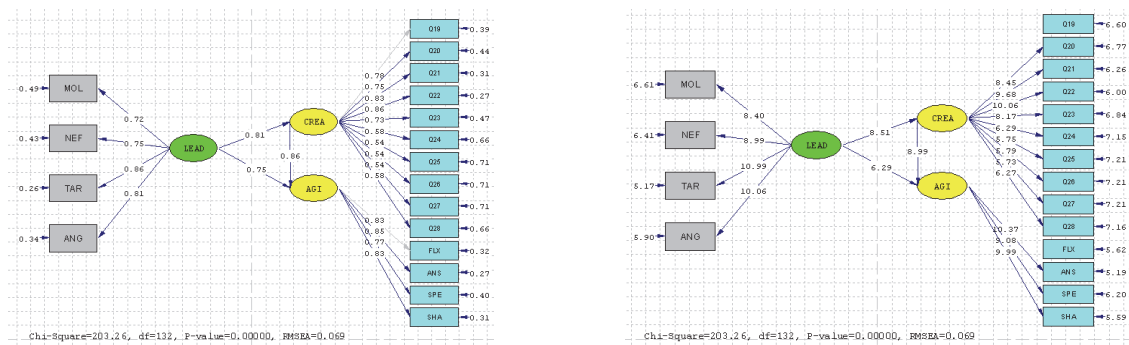 Q19
0.39
Q20
0.44
Q21
0.31
Q22
0.27
Q23
0.47
Q24
0.66
Q25
0.71
Q26
0.71
Q27
0.71
Q28
0.66
FLX
0.32
ANS
0.27
SPE
0.40
SHA
0.31
0.49
MOL
0.43
NEF
0.26
TAR
0.34
ANG
0.72
0.75
0.86
0.81
LEAD
0.81
0.75
CREA
0.86
AGI
0.75
0.83
0.86
0.73
0.58
0.54
0.54
0.58
0.83
0.85
0.77
0.83
Chi-Square=203.26, df=132, P-value=0.00000, RMSEA=0.069
Q19
6.60
Q20
6.77
Q21
6.26
Q22
6.00
Q23
6.84
Q24
7.15
Q25
7.21
Q26
7.21
Q27
7.21
Q28
7.16
FLX
5.62
ANS
5.19
SPE
6.20
SHA
5.59
6.61
MOL
6.41
NEF
5.17
TAR
5.90
ANG
8.40
8.99
10.99
10.06
LEAD
8.51
6.29
CREA
8.99
AGI
8.45
9.68
10.06
8.17
6.29
5.75
5.79
5.73
6.27
10.37
9.08
9.99
Chi-Square=203.26, df=132, P-value=0.00000, RMSEA=0.069